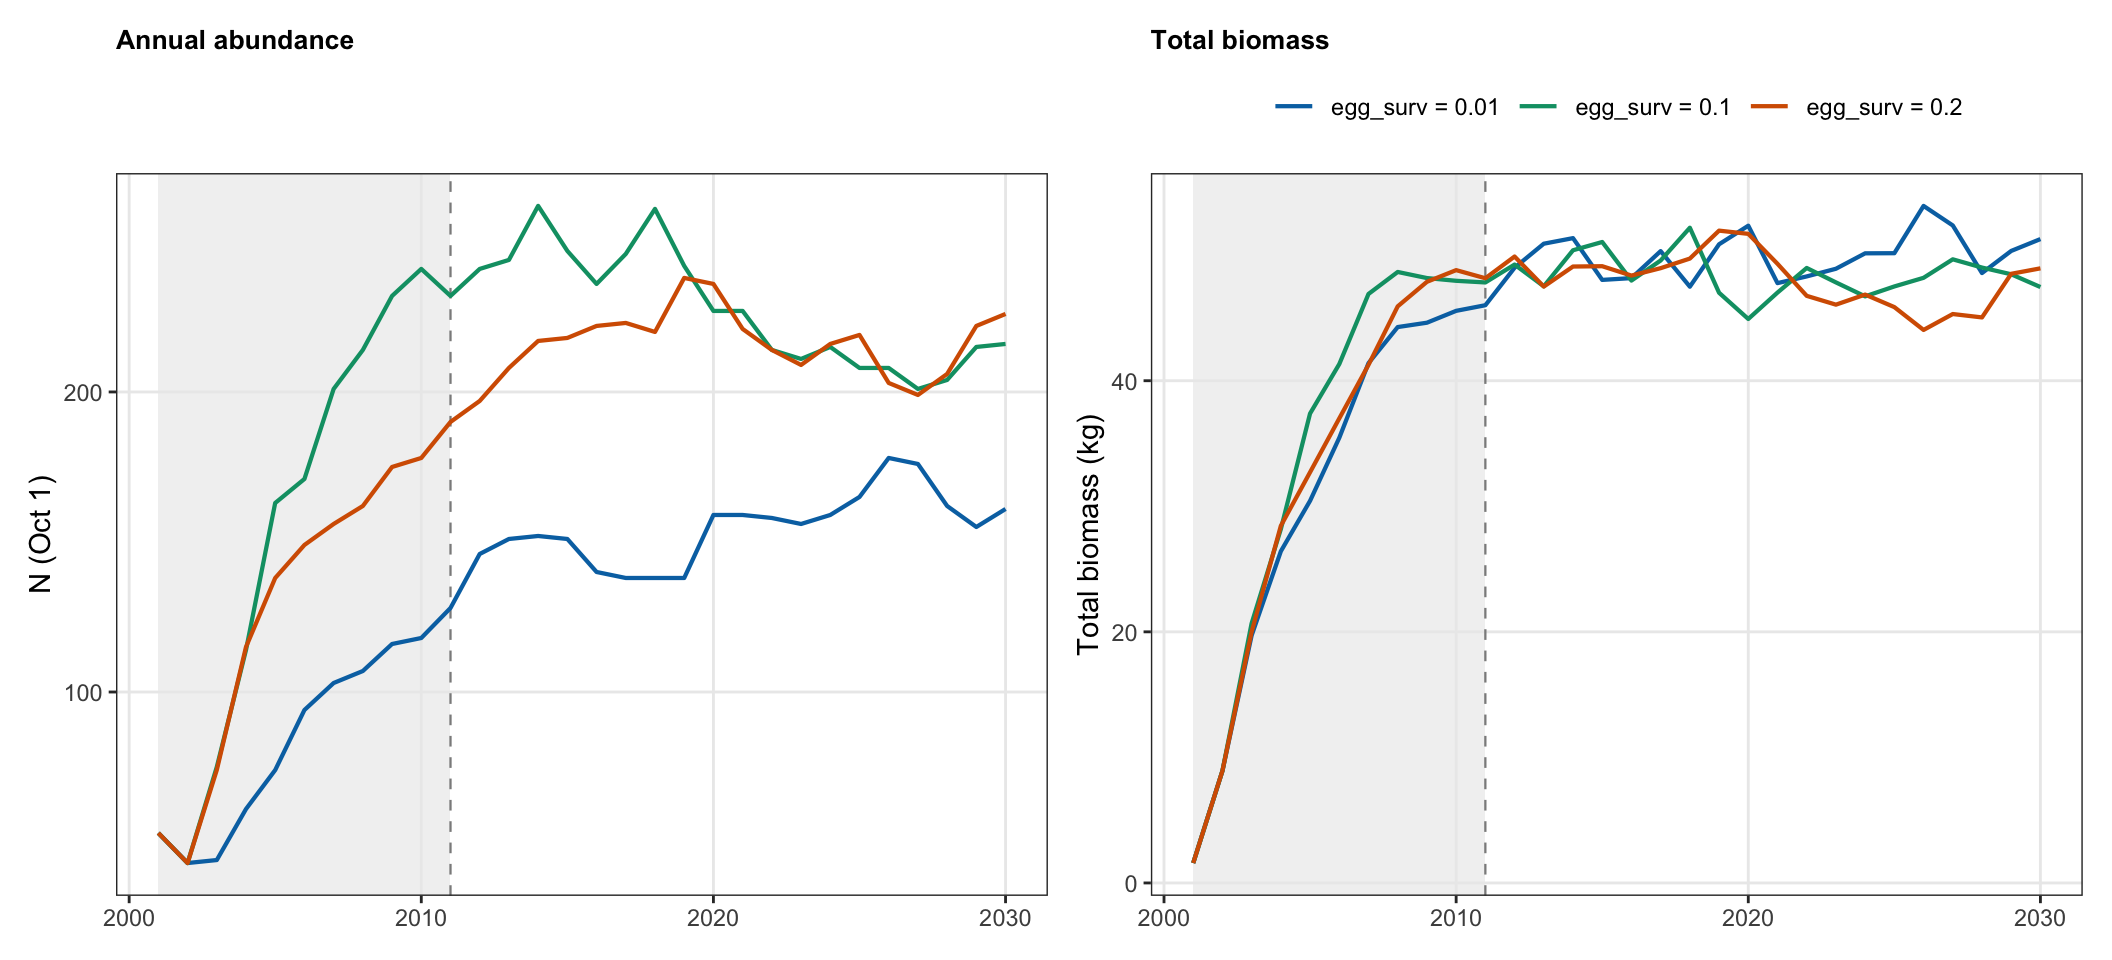 Annual abundance
Total biomass
egg_surv = 0.01
egg_surv = 0.1
egg_surv = 0.2
N (Oct 1)
200
100
2000
2010
2020
2030
Total biomass (kg)
40
20
0
2000
2010
2020
2030